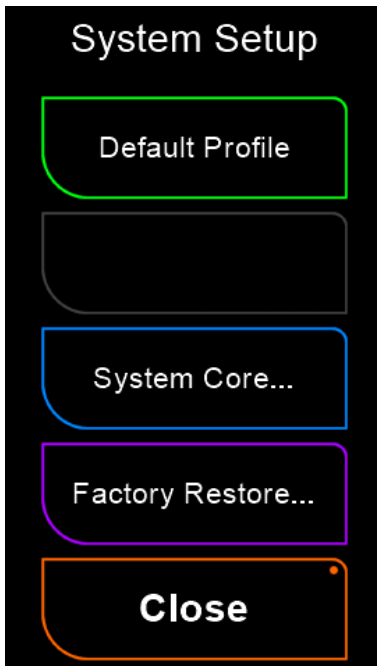 System Setup
Default Profile
System Core...
Factory Restore...
Close